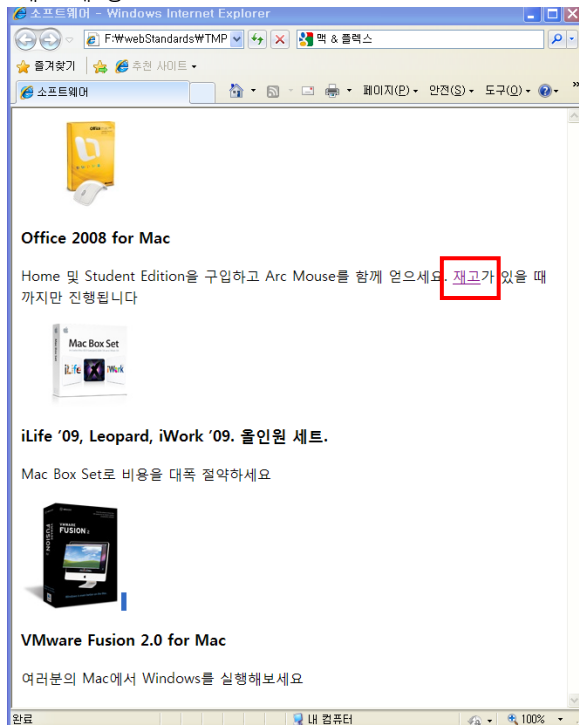 소프트웨어 - Windows Internet Explorer
F:₩webStandards₩TMP
맥 & 플렉스
즐겨찾기
추천 사이트
소프트웨어
페이지(P)
안전(S)
도구(O)
»
Office 2008 for Mac
Home 및 Student Edition을 구입하고 Arc Mouse를 함께 얻으세요. 재고가 있을 때
까지만 진행됩니다
Mac Box Set
iLife
iWork
iLife ’09, Leopard, iWork ’09. 올인원 세트.
Mac Box Set로 비용을 대폭 절약하세요
VMWARE
FUSION 2
VMware Fusion 2.0 for Mac
여러분의 Mac에서 Windows를 실행해보세요
완료
내 컴퓨터
100%